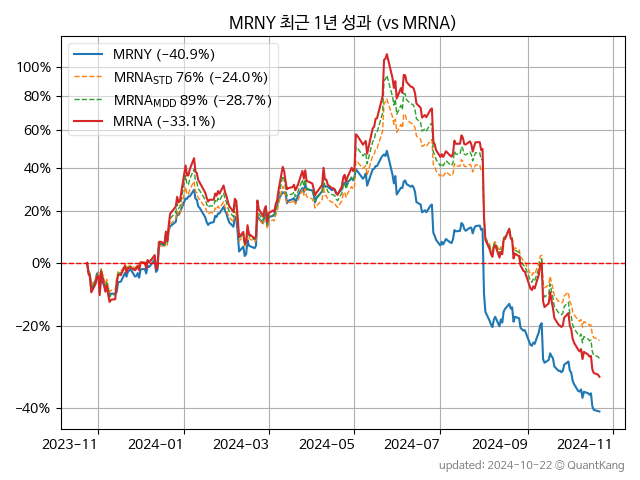 MRNY 최근 1년 성과 (vs MRNA)
MRNY (−40.9%)
MRNA_STD 76% (−24.0%)
MRNA_MDD 89% (−28.7%)
MRNA (−33.1%)
100%
80%
60%
40%
20%
0%
−20%
−40%
2023−11
2024−01
2024−03
2024−05
2024−07
2024−09
2024−11
updated: 2024−10−22 © QuantKang